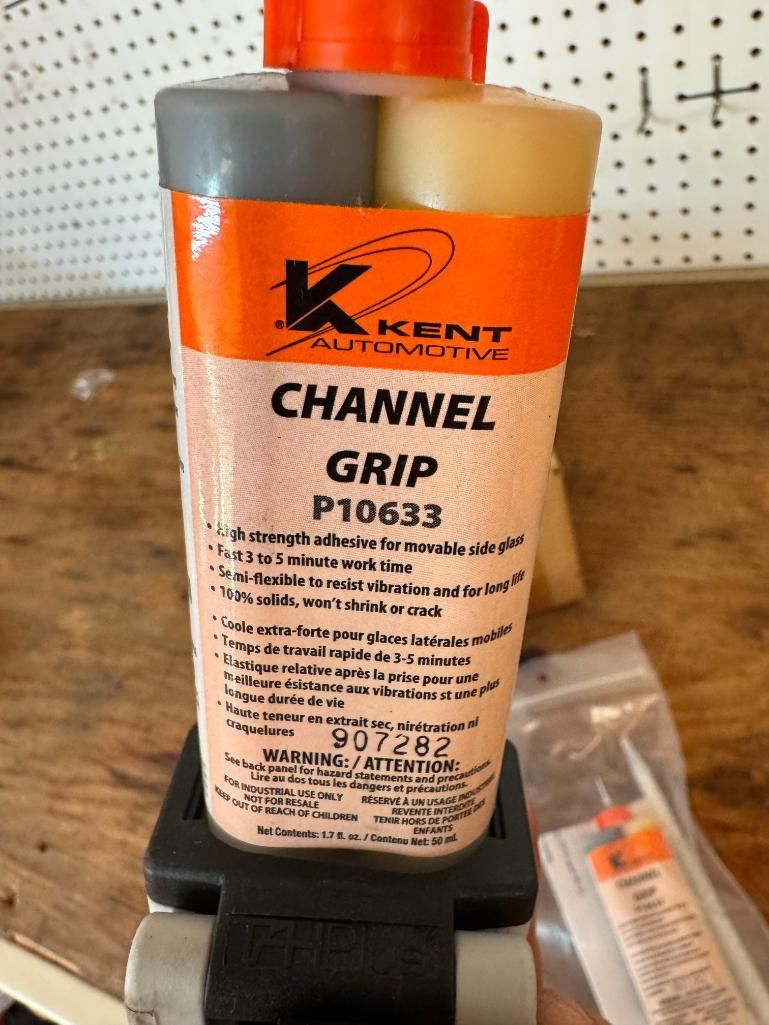 KENT
® AUTOMOTIVE
CHANNEL
GRIP
P10633
• High strength adhesive for movable side glass
• Fast 3 to 5 minute work time
• Semi-flexible to resist vibration and for long life
• 100% solids, won't shrink or crack
• Coole extra-forte pour glaces latérales mobiles
• Temps de travail rapide de 3-5 minutes
• Elastique relative après la prise pour une
meilleure ésistance aux vibrations st une plus
longue durée de vie
• Haute teneur en extrait sec, nirétration ni
craquelures
907282
WARNING: / ATTENTION:
See back panel for hazard statements and precautions.
Lire au dos tous les dangers et précautions.
FOR INDUSTRIAL USE ONLY
NOT FOR RESALE
KEEP OUT OF REACH OF CHILDREN
RÉSERVÉ À UN USAGE INDUSTRIEL
REVENTE INTERDITE
TENIR HORS DE PORTÉE DES
ENFANTS
Net Contents: 1.7 fl. oz. / Contenu Net: 50 mL
CHANNEL
GRIP